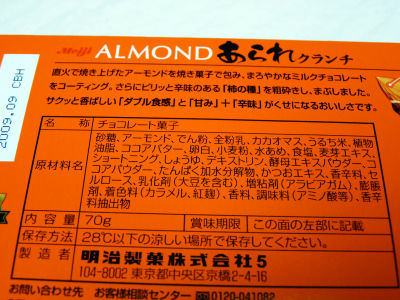 Meiji ALMOND あられクランチ
直火で焼き上げたアーモンドを焼き菓子で包み、まろやかなミルクチョコレート
をコーティング。さらにピリッと辛味のある「柿の種」を粗砕きし、まぶしました。
サクッと香ばしい「ダブル食感」と「甘み」+「辛味」がくせになるおいしさです。
2009.09 CBH
名 称 チョコレート菓子
原材料名 砂糖、アーモンド、でん粉、全粉乳、カカオマス、うるち米、植物
油脂、ココアバター、卵白、小麦粉、水あめ、食塩、麦芽エキス、
ショートニング、しょうゆ、デキストリン、酵母エキスパウダー、コ
コアパウダー、たんぱく加水分解物、かつおエキス、香辛料、セ
ルロース、乳化剤(大豆を含む)、増粘剤(アラビアガム)、膨脹
剤、着色料(カラメル、紅麹)、香料、調味料(アミノ酸等)、香辛
料抽出物
内 容 量 70g 賞味期限 この面の左部に記載
保存方法 28℃以下の涼しい場所で保存してください。
製 造 者 明治製菓株式会社5
104-8002 東京都中央区京橋2-4-16
お問い合わせ先 お客様相談センター 0120-041082